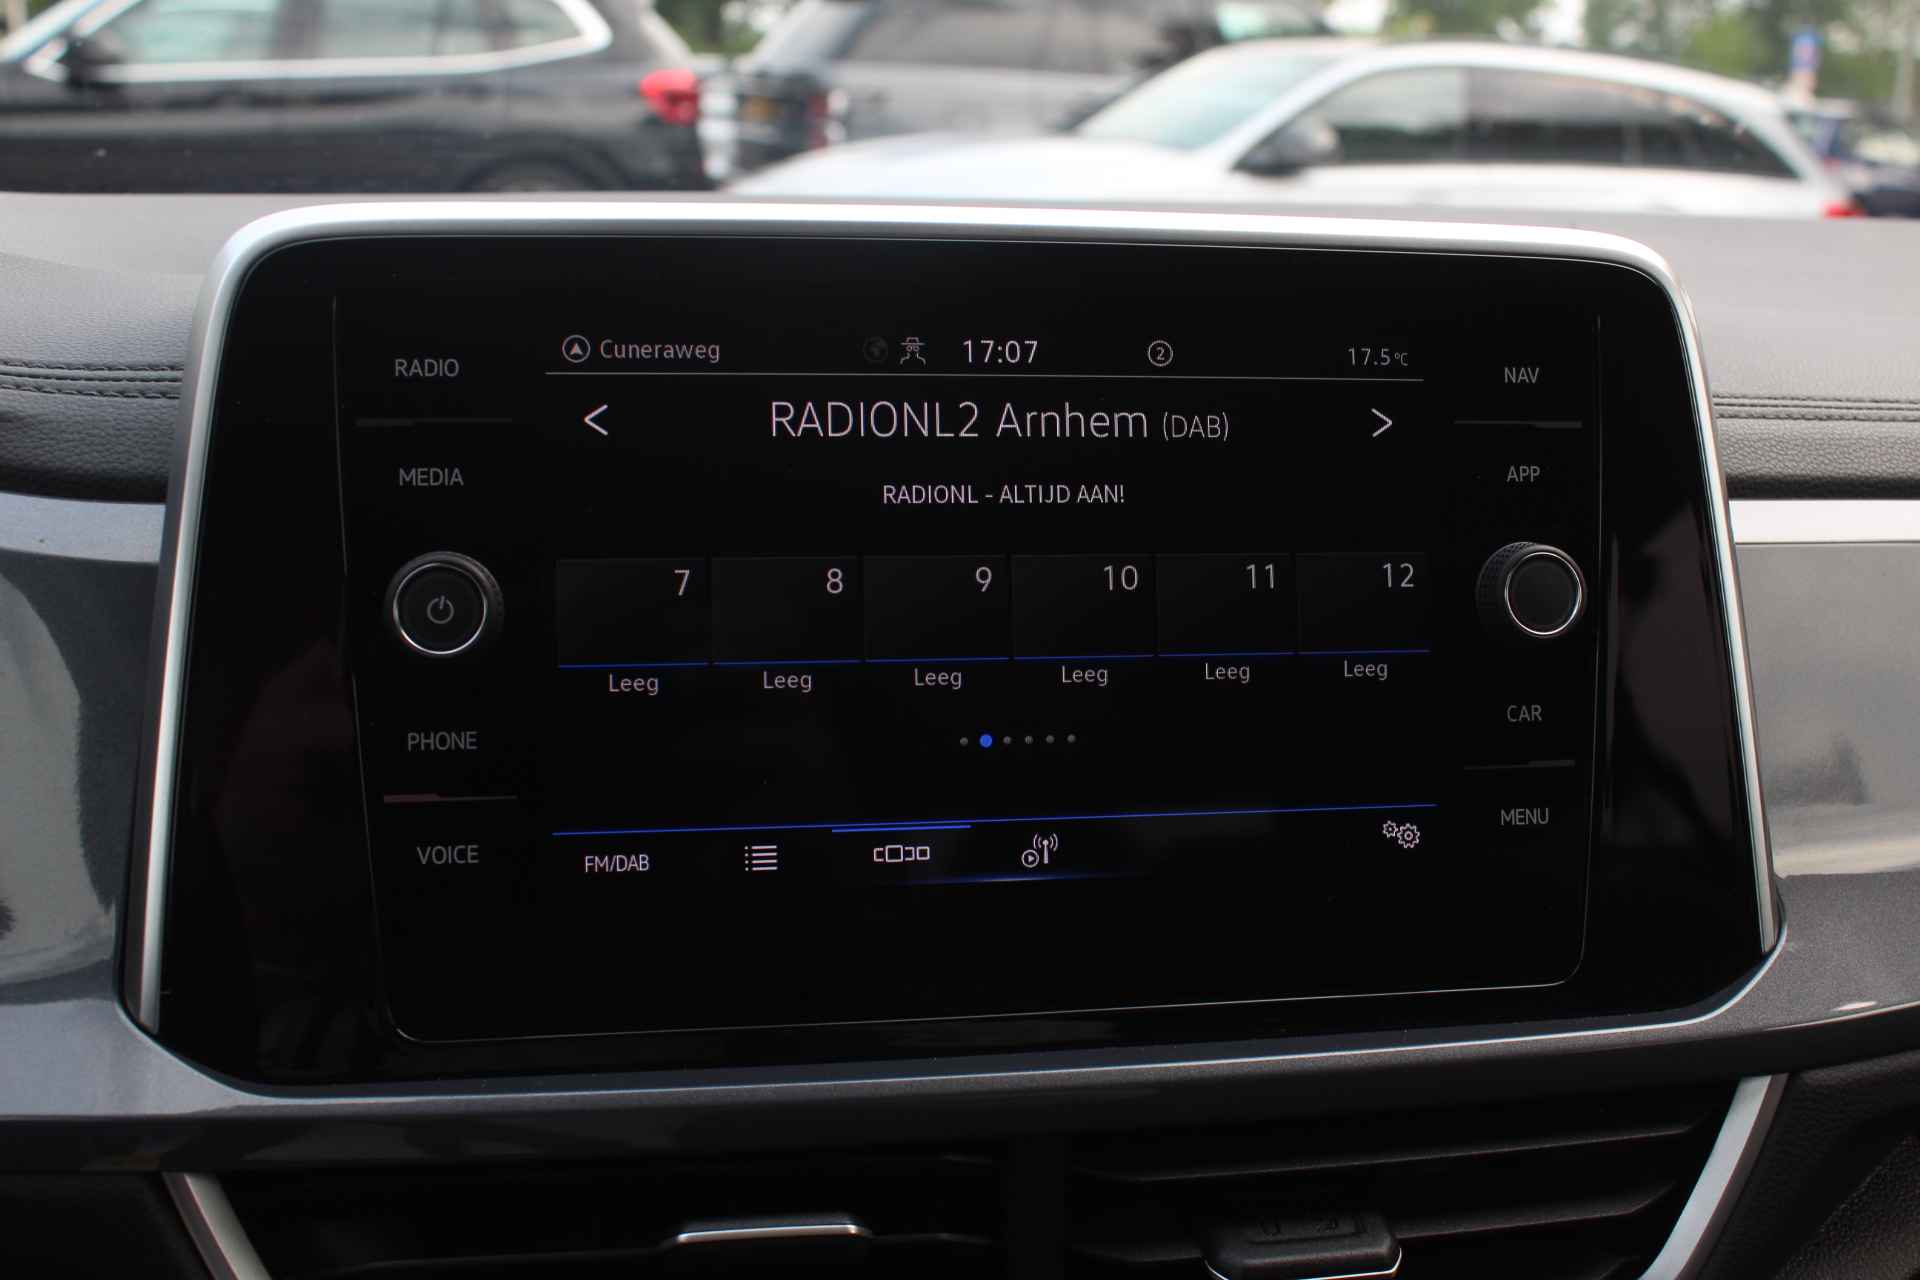 Cuneraweg 17:07 2 17.5°C
RADIO
NAV
< RADIONL2 Arnhem (DAB) >
MEDIA
APP
RADIONL - ALTIJD AAN!
7 8 9 10 11 12
Leeg Leeg Leeg Leeg Leeg Leeg
PHONE
CAR
VOICE
MENU
FM/DAB